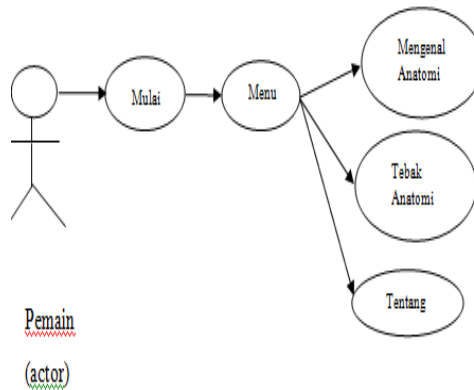 Mulai
Menu
Mengenal
Anatomi
Tebak
Anatomi
Tentang
Pemain
(actor)